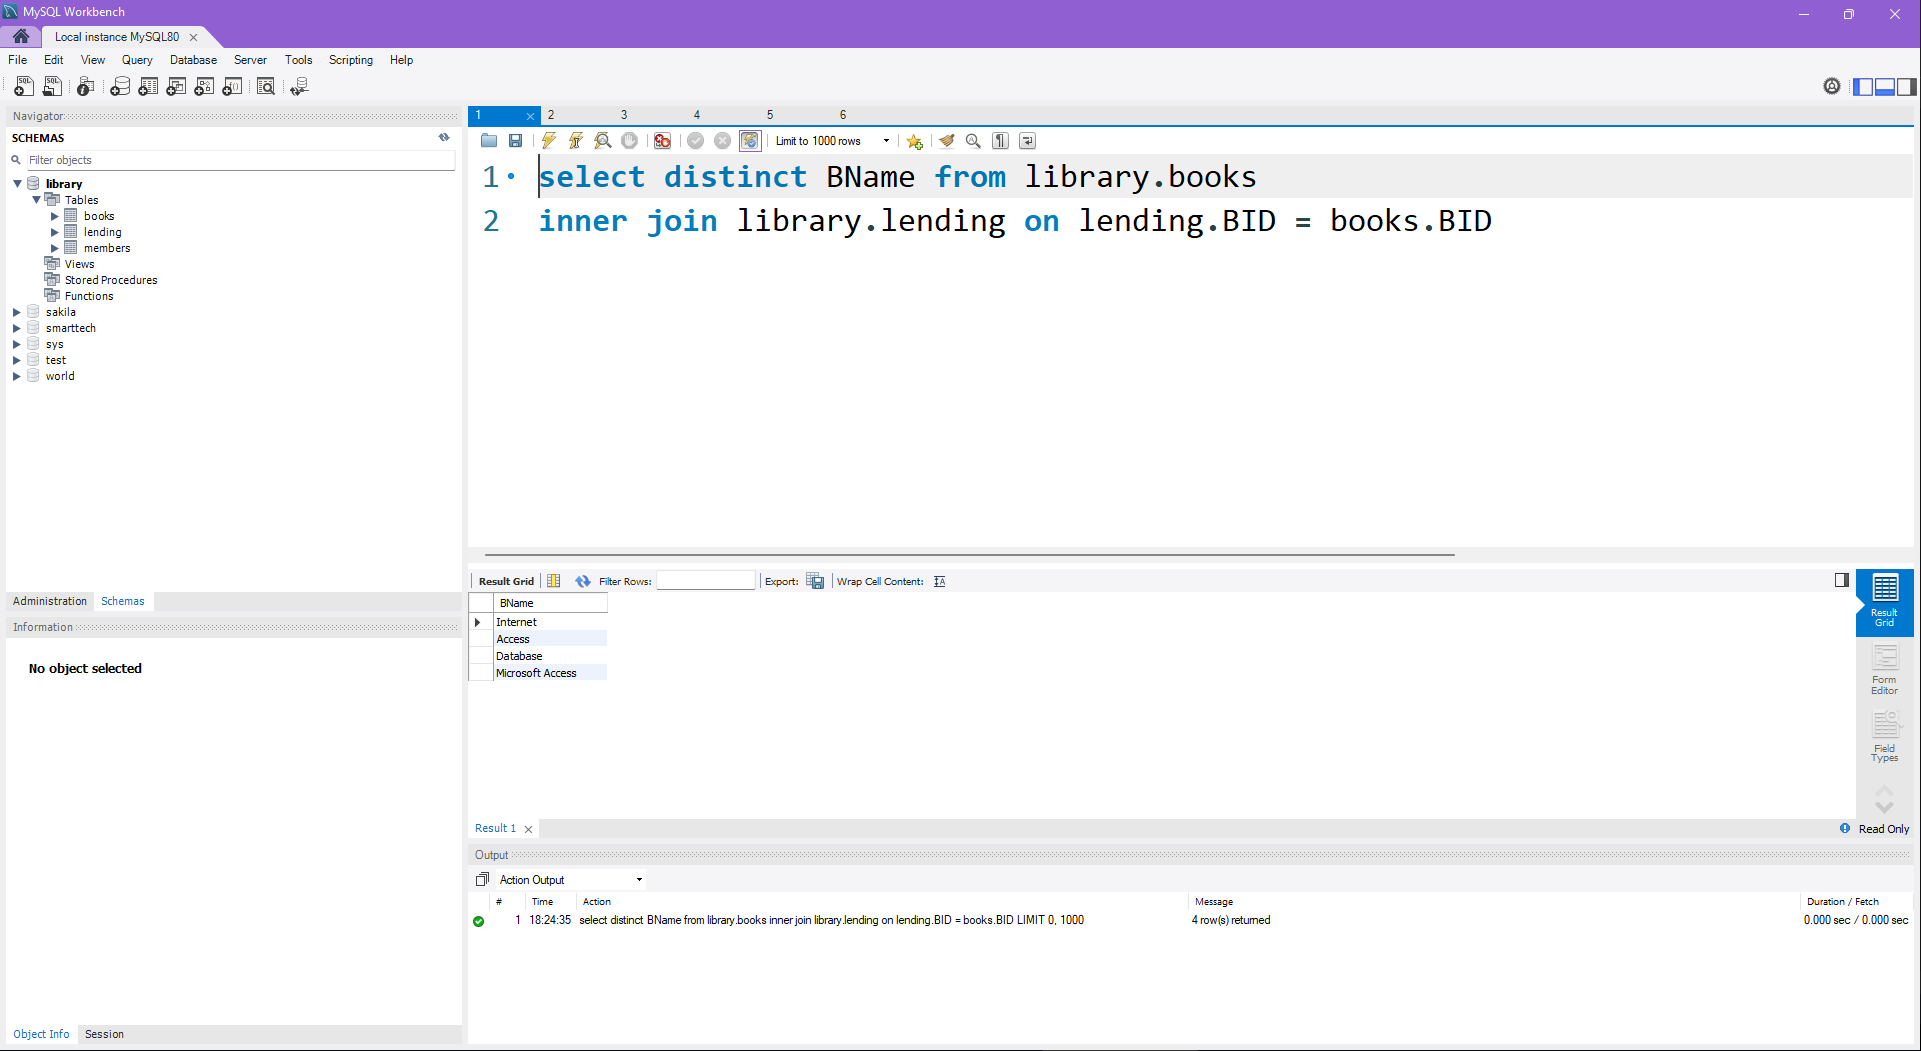 MySQL Workbench
Local instance MySQL80
File Edit View Query Database Server Tools Scripting Help
Navigator
SCHEMAS
Filter objects
library
Tables
books
lending
members
Views
Stored Procedures
Functions
sakila
smarttech
sys
test
world
Administration Schemas
Information
No object selected
Object Info Session
1 2 3 4 5 6
Limit to 1000 rows
1 select distinct BName from library.books
2 inner join library.lending on lending.BID = books.BID
Result Grid Filter Rows: Export: Wrap Cell Content:
BName
Internet
Access
Database
Microsoft Access
Result Grid
Form Editor
Field Types
Result 1
Read Only
Output
Action Output
# Time Action Message Duration / Fetch
1 18:24:35 select distinct BName from library.books inner join library.lending on lending.BID = books.BID LIMIT 0, 1000 4 row(s) returned 0.000 sec / 0.000 sec